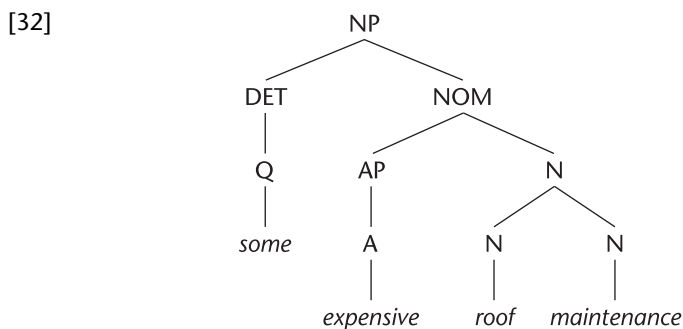 [32] NP
DET NOM
Q AP N
some A N N
expensive roof maintenance